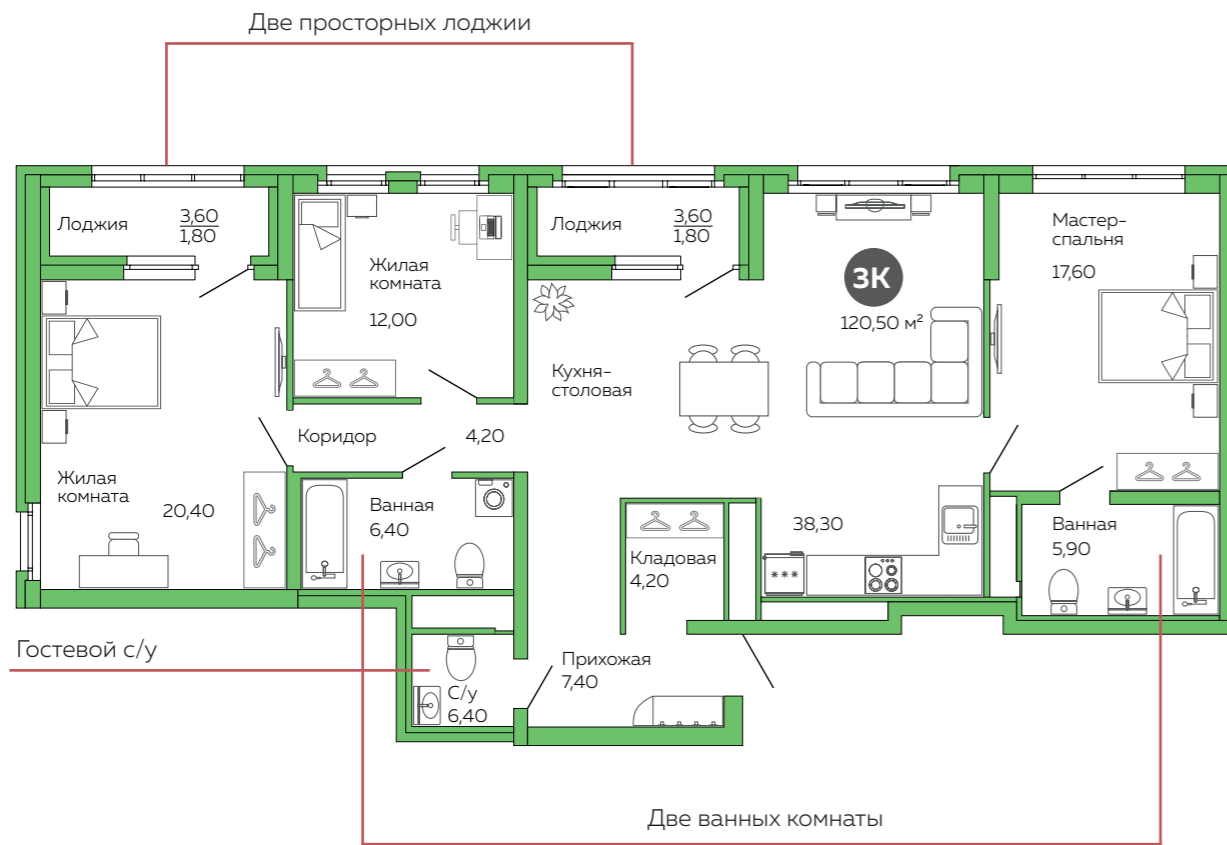 Две просторных лоджии
Лоджия
3,60
1,80
Жилая
комната
12,00
Лоджия
3,60
1,80
3К
120,50 м²
Мастер-
спальня
17,60
Кухня-
столовая
Коридор
4,20
Жилая
комната
20,40
Ванная
6,40
Кладовая
4,20
38,30
Ванная
5,90
Гостевой с/у
С/у
6,40
Прихожая
7,40
Две ванных комнаты